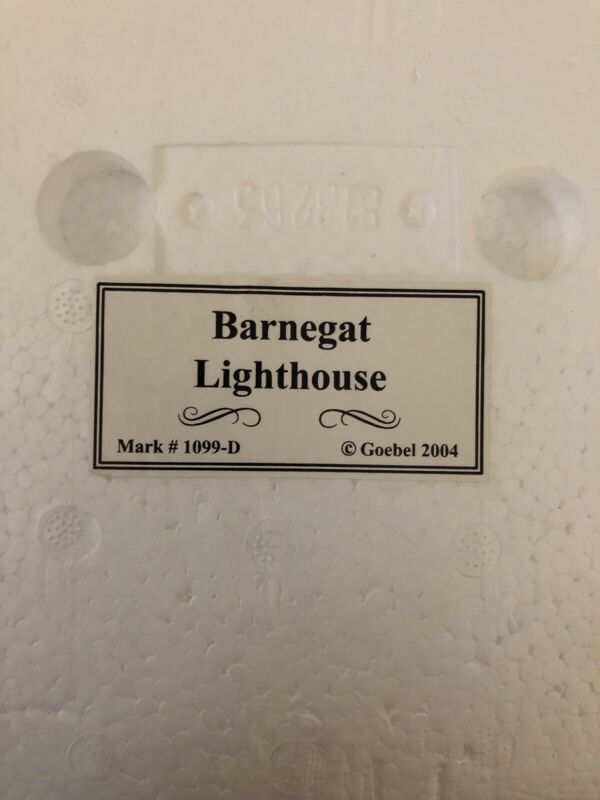 Barnegat
Lighthouse
Mark # 1099-D
© Goebel 2004